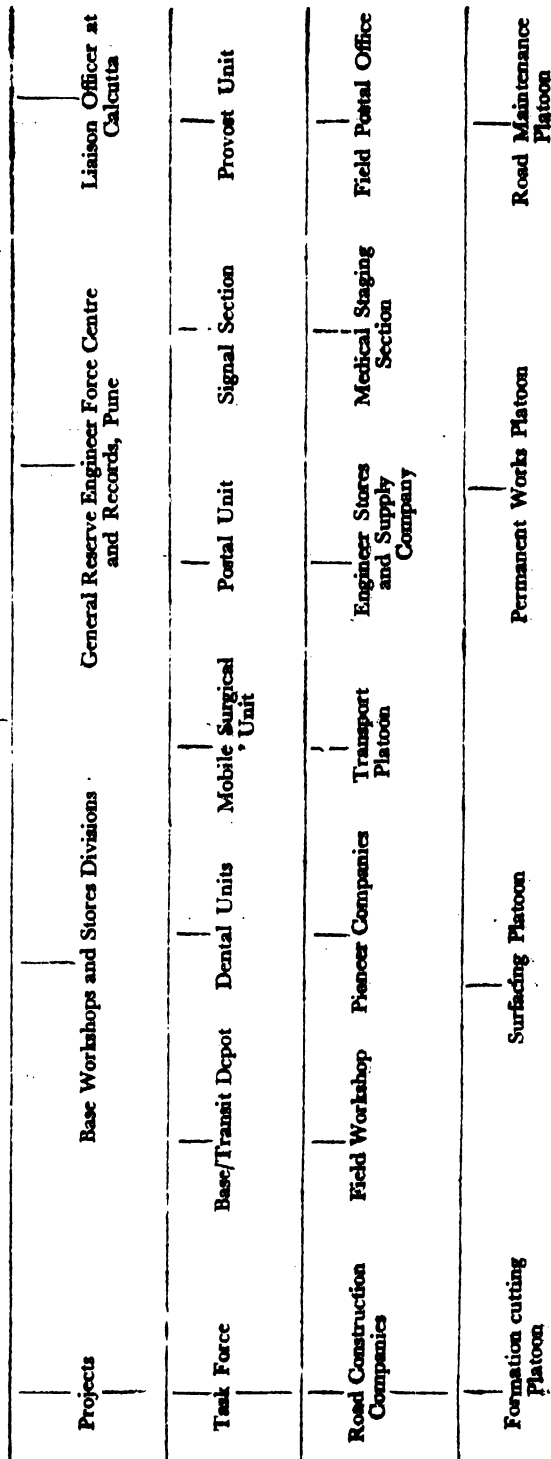 Projects
Base Workshops and Stores Divisions
General Reserve Engineer Force Centre
and Records, Pune
Liaison Officer at
Calcutta
Task Force
Base/Transit Depot
Dental Units
Mobile Surgical
Unit
Postal Unit
Signal Section
Provost Unit
Road Construction
Companies
Field Workshop
Pioneer Companies
Transport
Platoon
Engineer Stores
and Supply
Company
Medical Staging
Section
Field Postal Office
Formation cutting
Platoon
Surfacing Platoon
Permanent Works Platoon
Road Maintenance
Platoon